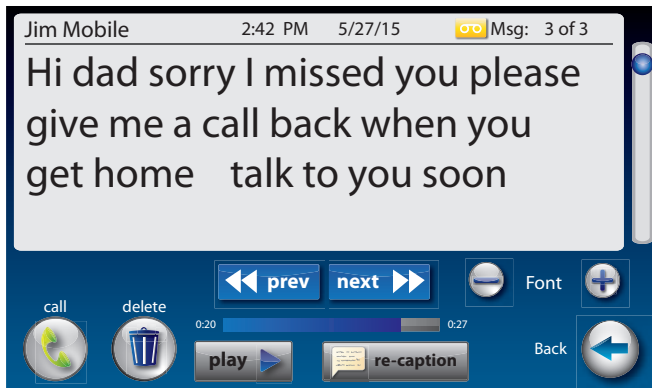 Jim Mobile 2:42 PM 5/27/15 Msg: 3 of 3
Hi dad sorry I missed you please
give me a call back when you
get home talk to you soon
prev next Font
call delete
0:20 0:27
play re-caption Back